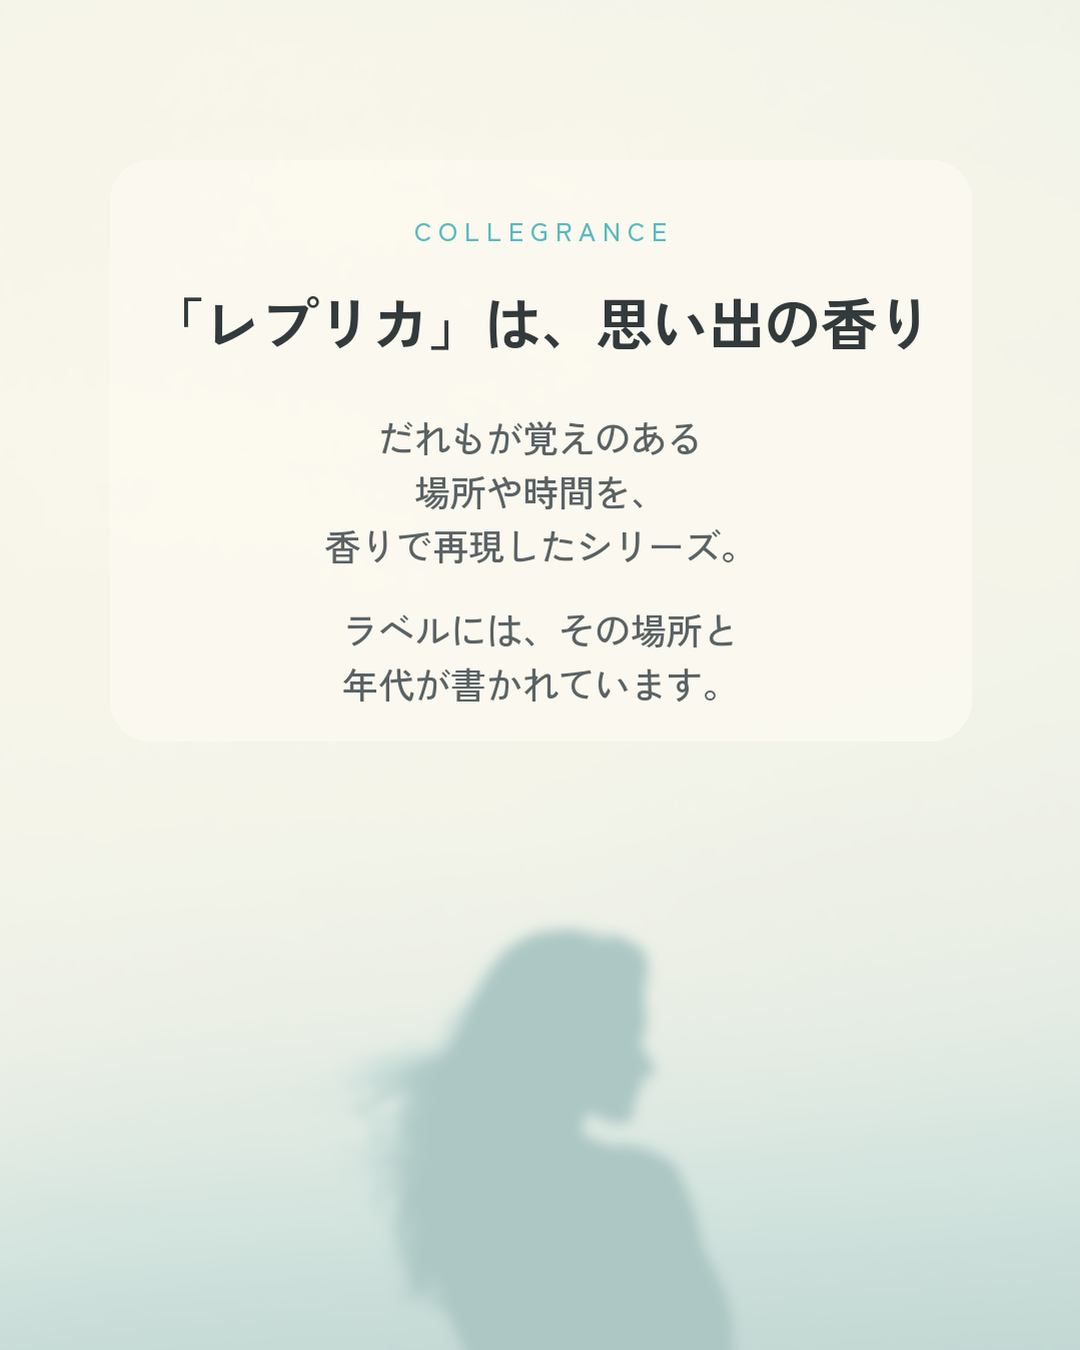 COLLEGRANCE
「レプリカ」は、思い出の香り
だれもが覚えのある
場所や時間を、
香りで再現したシリーズ。
ラベルには、その場所と
年代が書かれています。